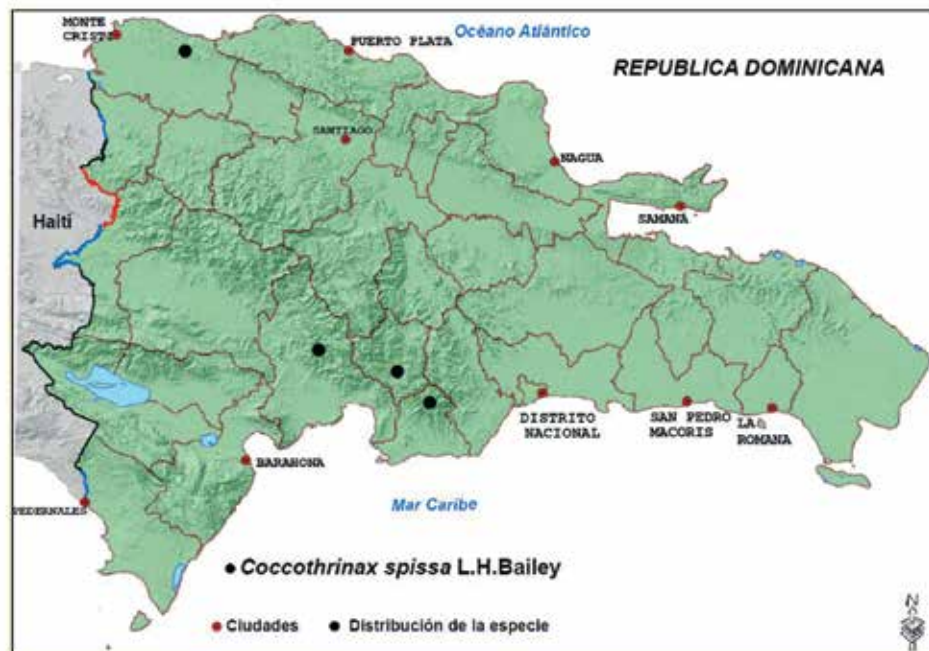 MONTE
CRISTI
Océano Atlántico
PUERTO PLATA
REPUBLICA DOMINICANA
SANTIAGO
NAGUA
Haití
SAMANÁ
DISTRITO
NACIONAL
SAN PEDRO
MACORIS
LA
ROMANA
BARAHONA
PEDERNALES
Mar Caribe
Coccothrinax spissa L.H.Bailey
Ciudades
Distribución de la especie
N